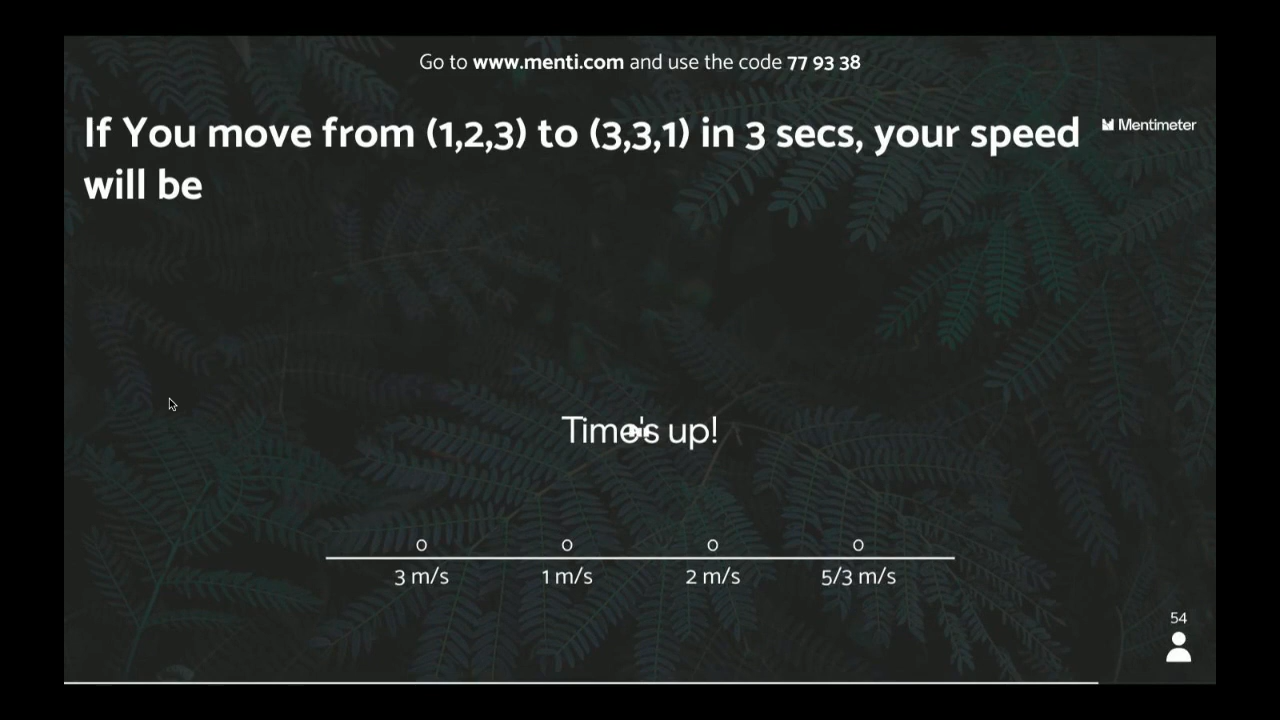 Go to www.menti.com and use the code 77 93 38
If You move from (1,2,3) to (3,3,1) in 3 secs, your speed
will be
Mentimeter
Time's up!
0 0 0 0
3 m/s 1 m/s 2 m/s 5/3 m/s
54